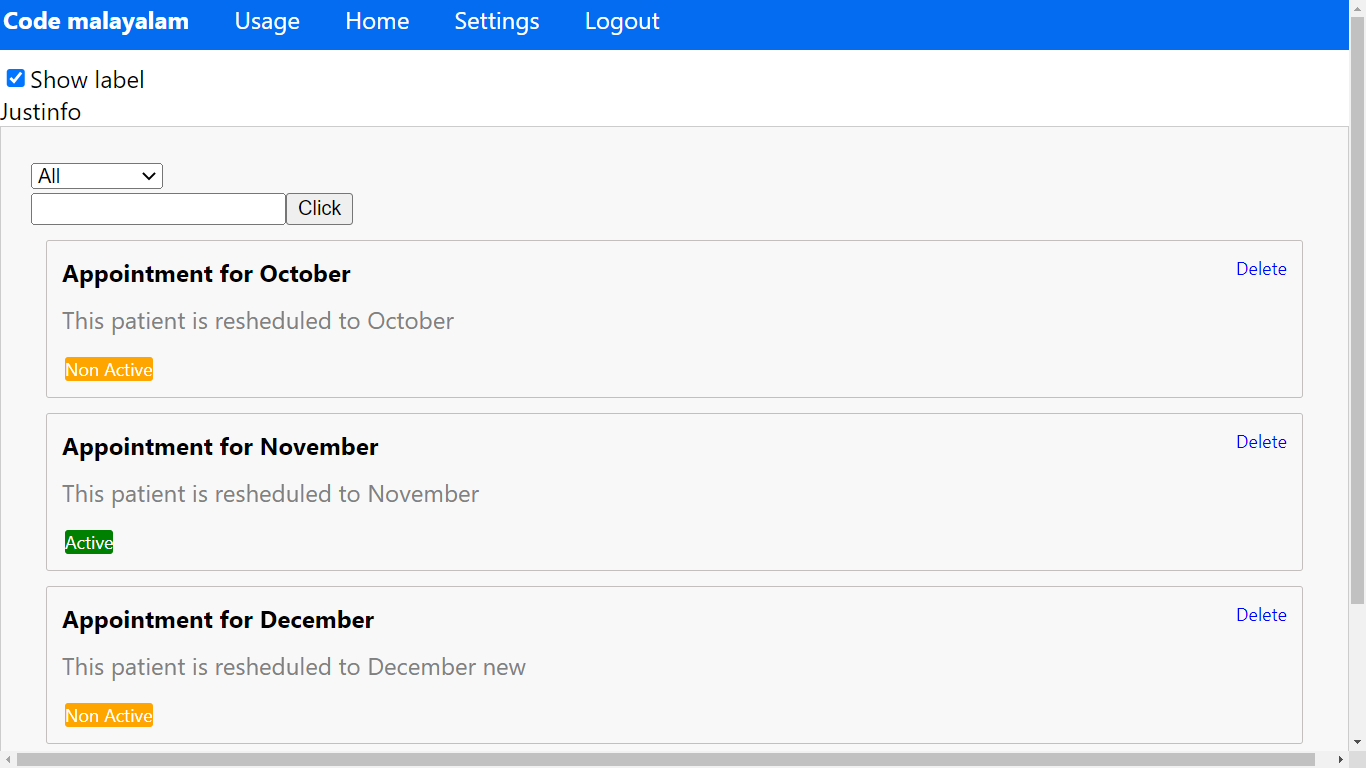 Code malayalam Usage Home Settings Logout
Show label
Justinfo
All
Click
Appointment for October Delete
This patient is resheduled to October
Non Active
Appointment for November Delete
This patient is resheduled to November
Active
Appointment for December Delete
This patient is resheduled to December new
Non Active